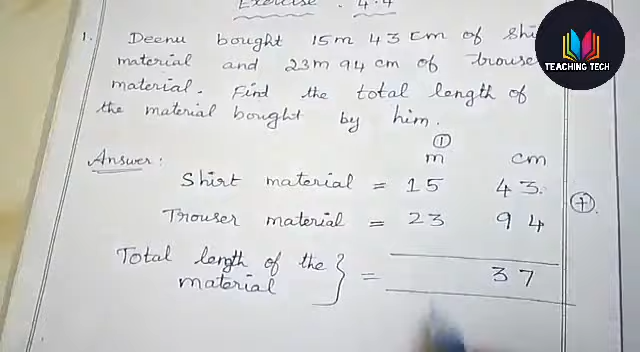 Exercise 4.4
1. Deenu bought 15m 43 cm of
material and 23m 94 cm of
material. Find the total length of
the material bought by him.
Answer:
①
m cm
Shirt material = 15 43.
Trouser material = 23 94 +
Total length of the
material } = 37
TEACHING TECH